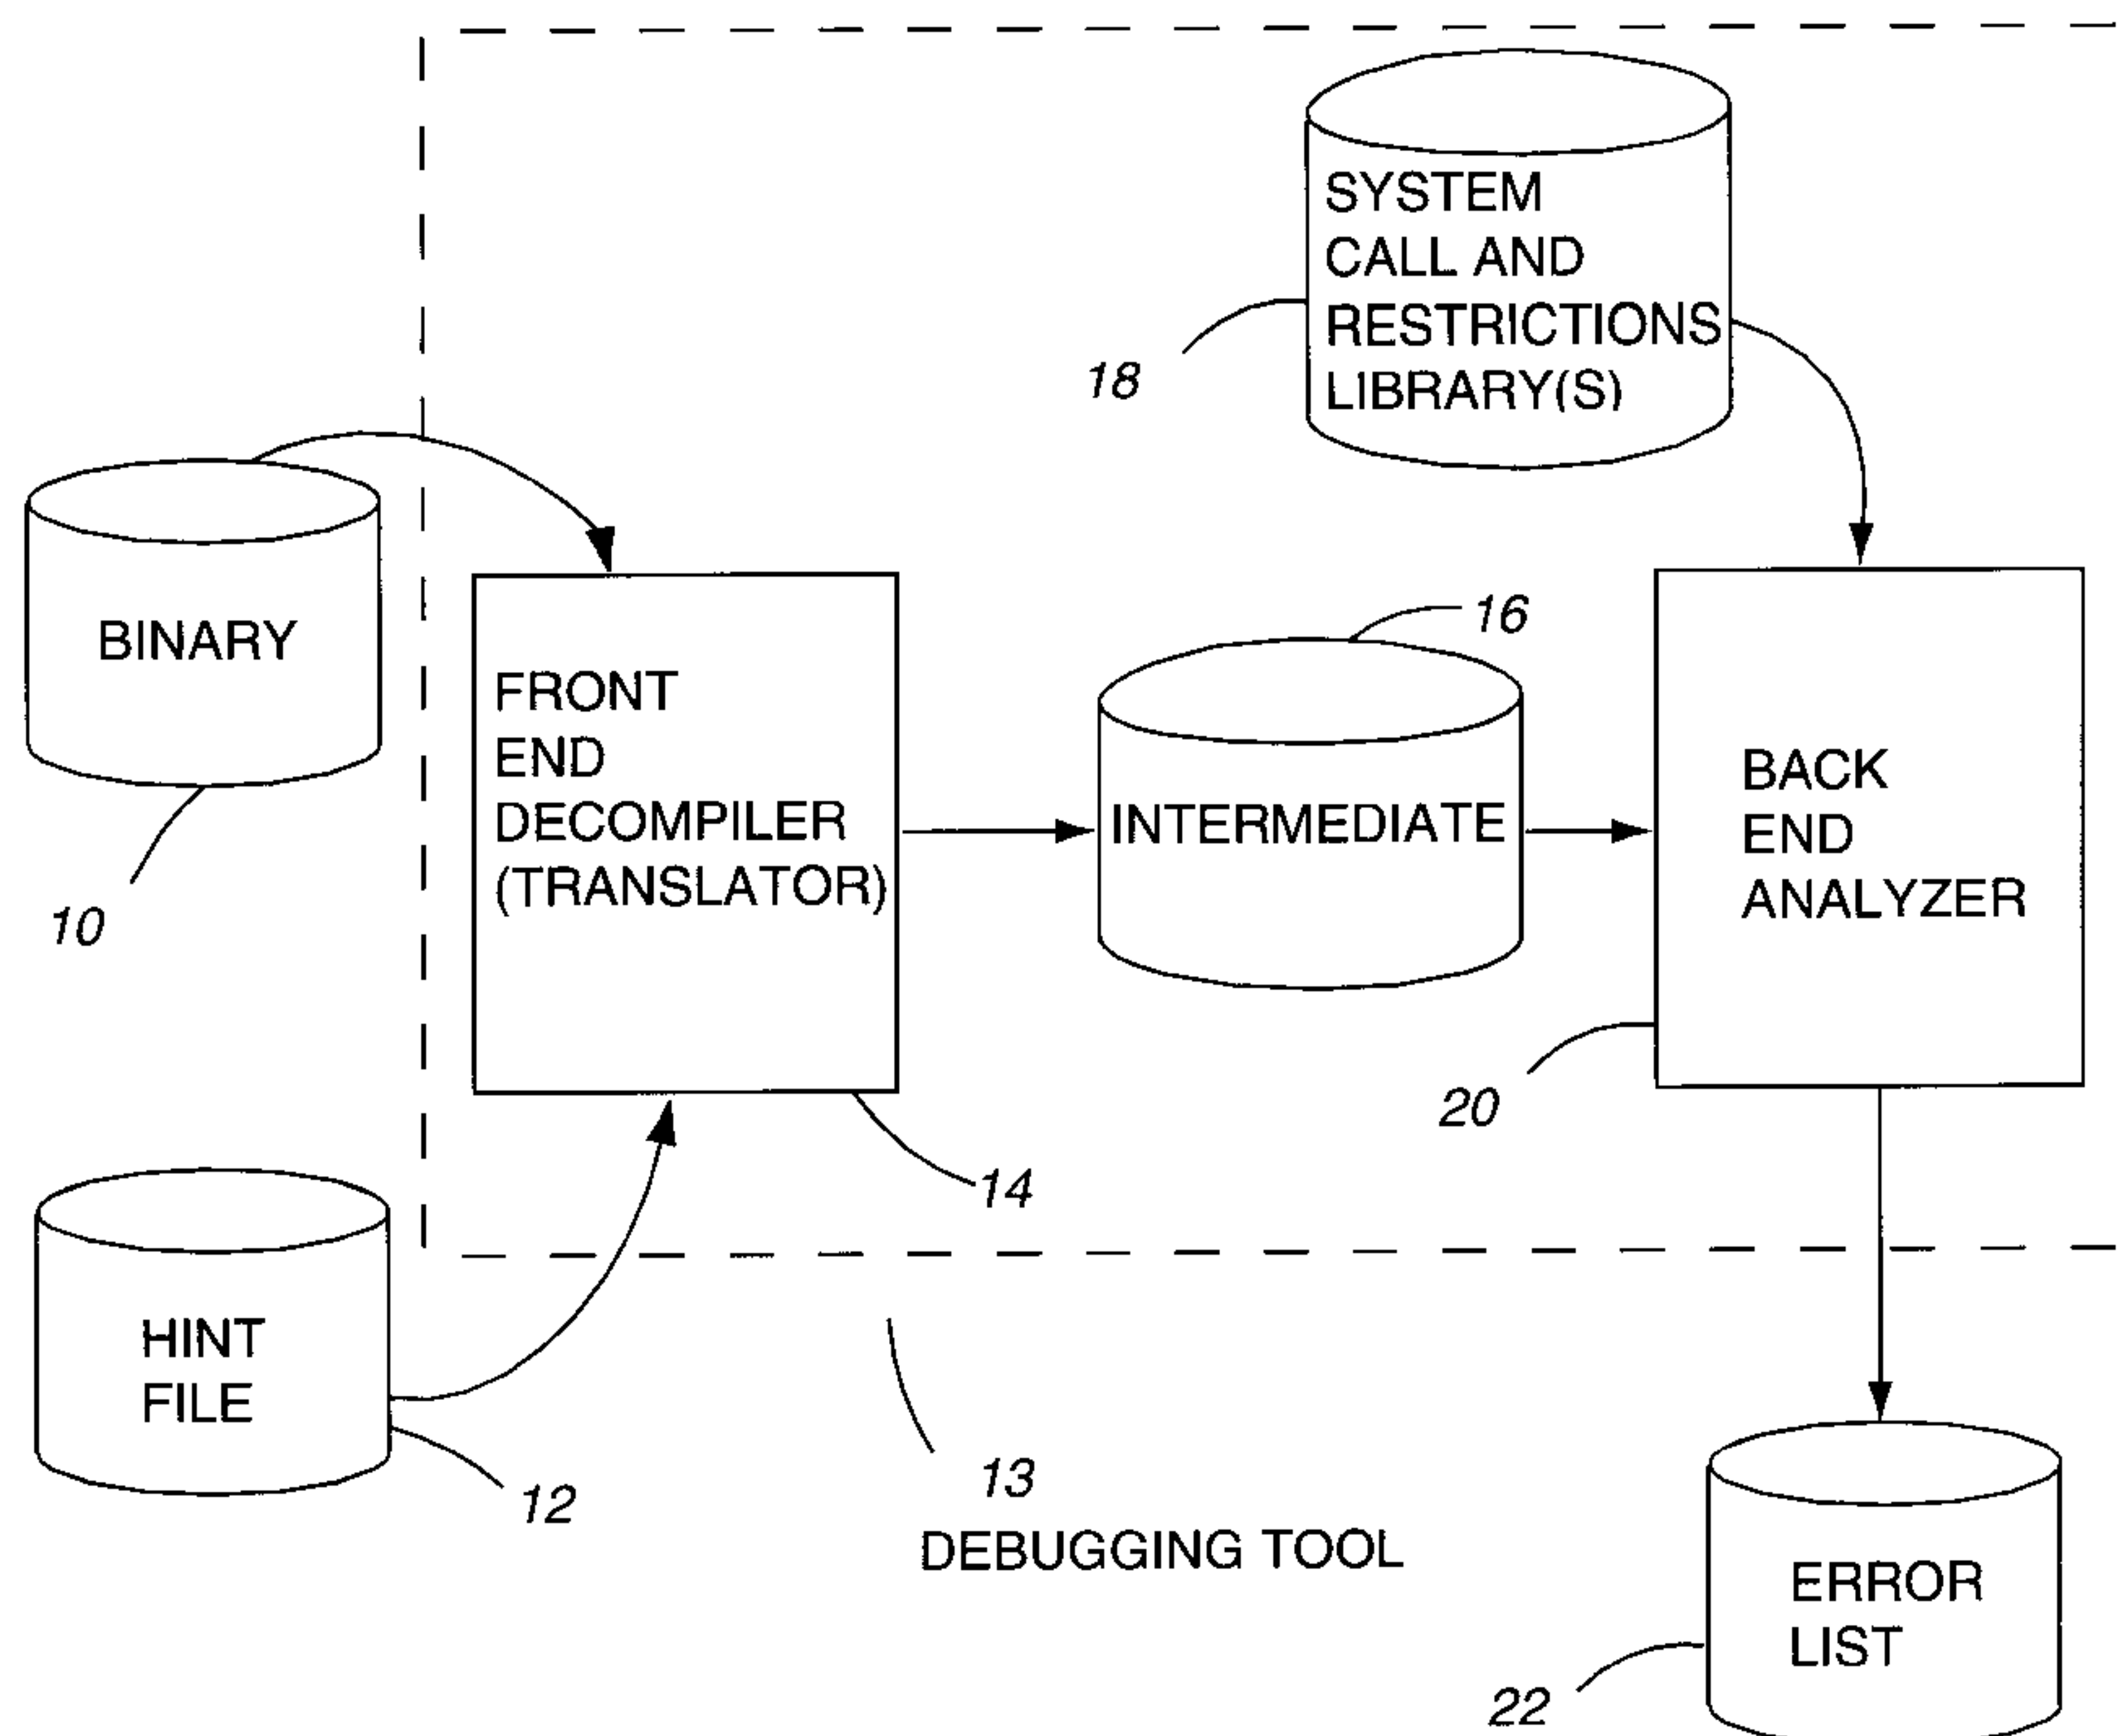 SYSTEM
CALL AND
RESTRICTIONS
LIBRARY(S)
18
BINARY
10
FRONT
END
DECOMPILER
(TRANSLATOR)
14
16
INTERMEDIATE
BACK
END
ANALYZER
20
HINT
FILE
12
13
DEBUGGING TOOL
ERROR
LIST
22